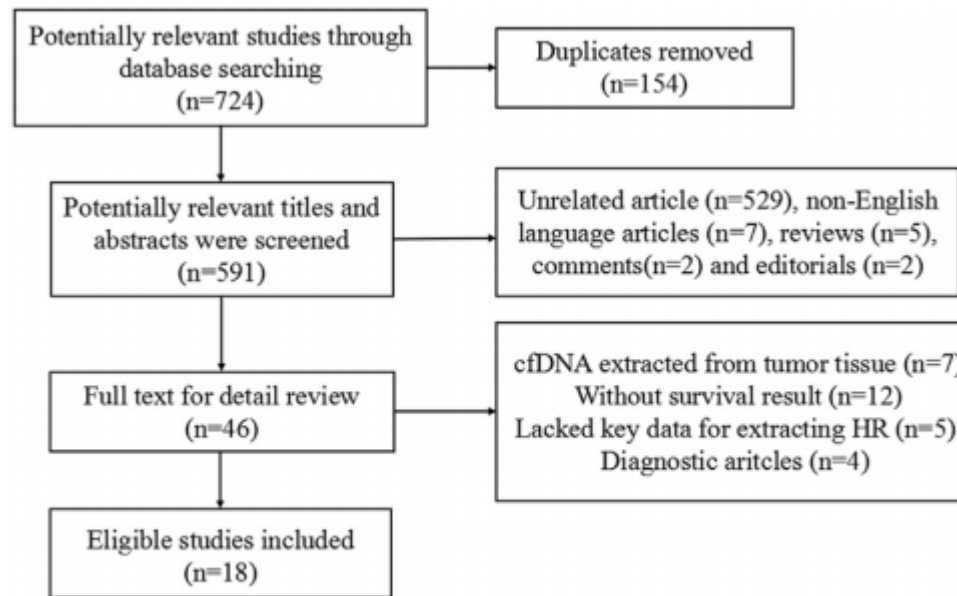 Potentially relevant studies through
database searching
(n=724)
Duplicates removed
(n=154)
Potentially relevant titles and
abstracts were screened
(n=591)
Unrelated article (n=529), non-English
language articles (n=7), reviews (n=5),
comments(n=2) and editorials (n=2)
Full text for detail review
(n=46)
cfDNA extracted from tumor tissue (n=7)
Without survival result (n=12)
Lacked key data for extracting HR (n=5)
Diagnostic aritcles (n=4)
Eligible studies included
(n=18)